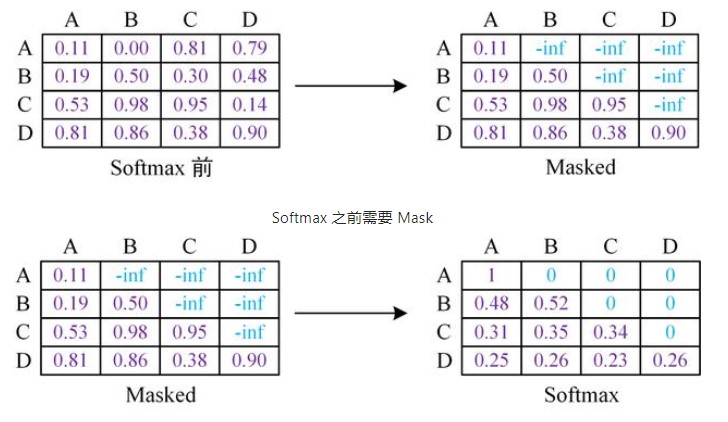 A B C D A B C D
A 0.11 0.00 0.81 0.79 A 0.11 -inf -inf -inf
B 0.19 0.50 0.30 0.48 B 0.19 0.50 -inf -inf
C 0.53 0.98 0.95 0.14 C 0.53 0.98 0.95 -inf
D 0.81 0.86 0.38 0.90 D 0.81 0.86 0.38 0.90
Softmax 前 Masked
Softmax 之前需要 Mask
A B C D A B C D
A 0.11 -inf -inf -inf A 1 0 0 0
B 0.19 0.50 -inf -inf B 0.48 0.52 0 0
C 0.53 0.98 0.95 -inf C 0.31 0.35 0.34 0
D 0.81 0.86 0.38 0.90 D 0.25 0.26 0.23 0.26
Masked Softmax